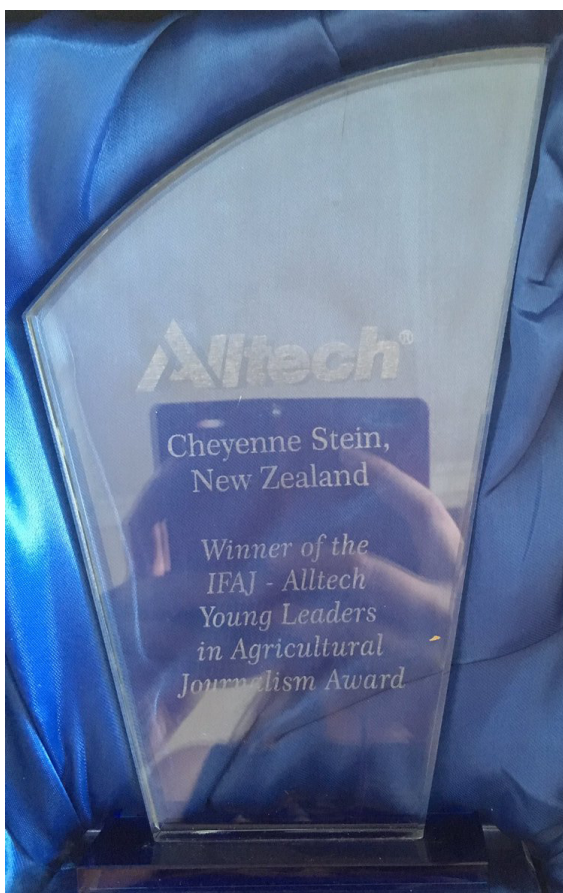 Alltech®
Cheyenne Stein,
New Zealand
Winner of the
IFAJ - Alltech
Young Leaders
in Agricultural
Journalism Award